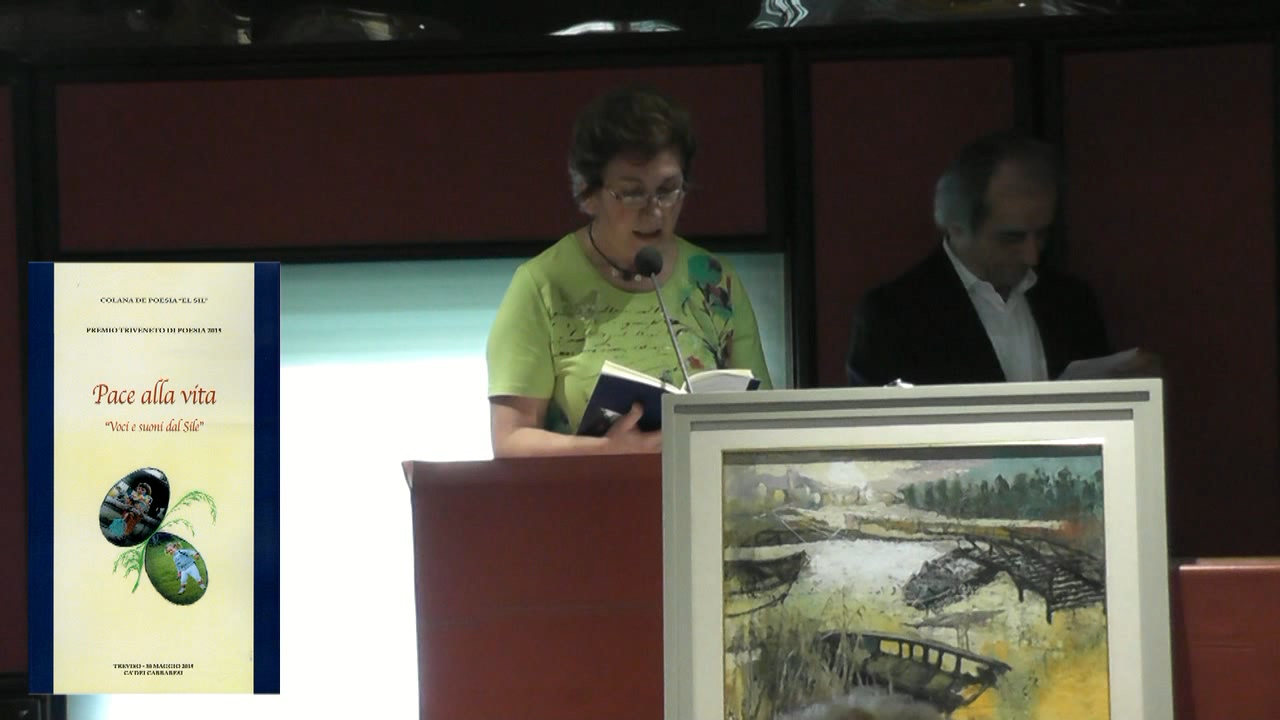 COLANA DE POESIA "EL SIL"
PREMIO TRIVENETO DI POESIA 2015
Pace alla vita
"Voci e suoni dal Sile"
TREVISO - 30 MAGGIO 2015
CA' DEI CARRARESI